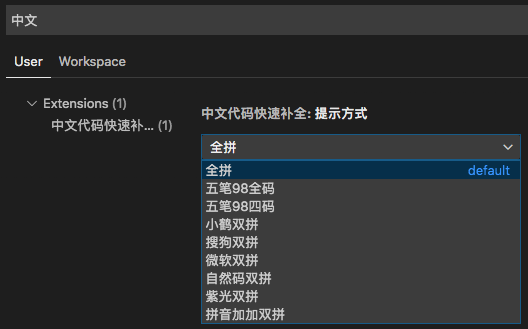 中文
User Workspace
Extensions (1)
中文代码快速补... (1)
中文代码快速补全: 提示方式
全拼
全拼 default
五笔98全码
五笔98四码
小鹤双拼
搜狗双拼
微软双拼
自然码双拼
紫光双拼
拼音加加双拼